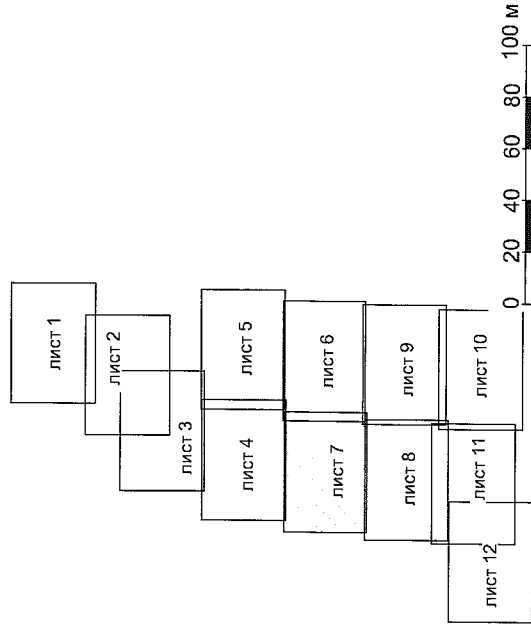 лист 1
лист 2
лист 3
лист 4
лист 5
лист 6
лист 7
лист 8
лист 9
лист 10
лист 11
лист 12
0 20 40 60 80 100 м